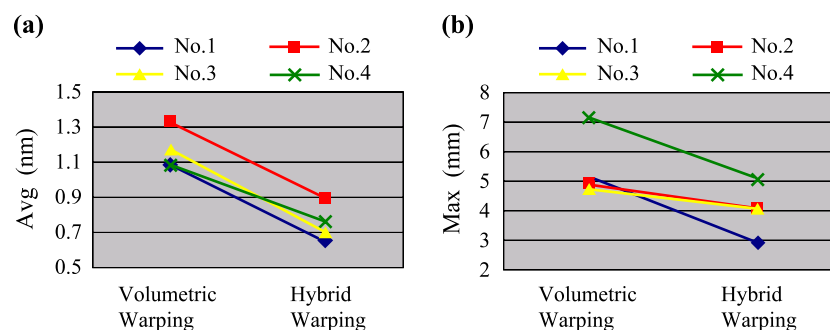 (a)
No.1 No.2
No.3 No.4
1.5
1.3
1.1
0.9
0.7
0.5
Avg (nm)
Volumetric Warping
Hybrid Warping
(b)
No.1 No.2
No.3 No.4
8
7
6
5
4
3
2
Max (mm)
Volumetric Warping
Hybrid Warping